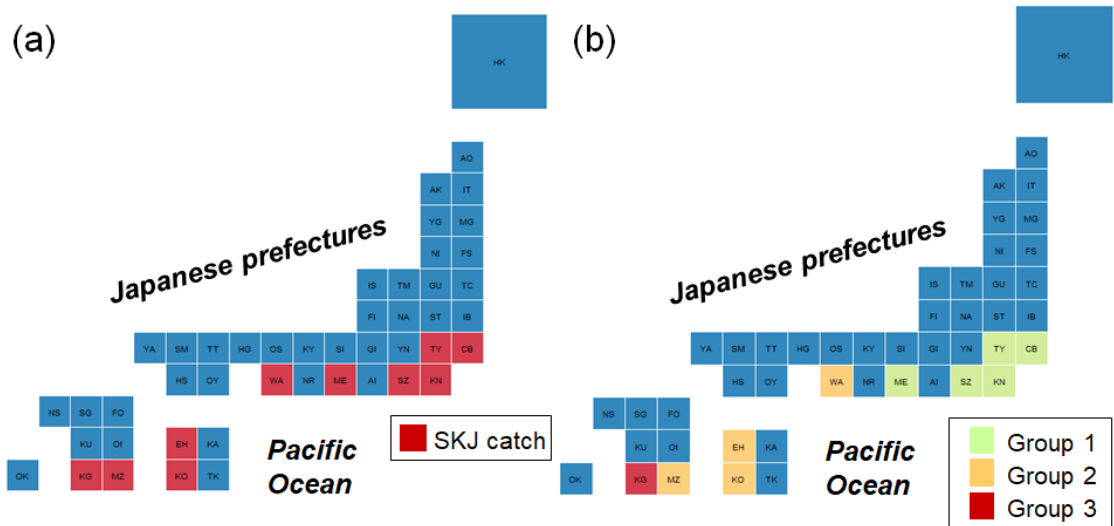 (a)
HK
AO
AK IT
YG MG
Japanese prefectures
NI FS
IS TM GU TC
FI NA ST IB
YA SM TT HG OS KY SI GI YN TY CB
HS OY WA NR ME AI SZ KN
NS SG FO
KU OI EH KA
OK KG MZ KO TK
Pacific
Ocean
SKJ catch
(b)
HK
AO
AK IT
YG MG
Japanese prefectures
NI FS
IS TM GU TC
FI NA ST IB
YA SM TT HG OS KY SI GI YN TY CB
HS OY WA NR ME AI SZ KN
NS SG FO
KU OI EH KA
OK KG MZ KO TK
Pacific
Ocean
Group 1
Group 2
Group 3